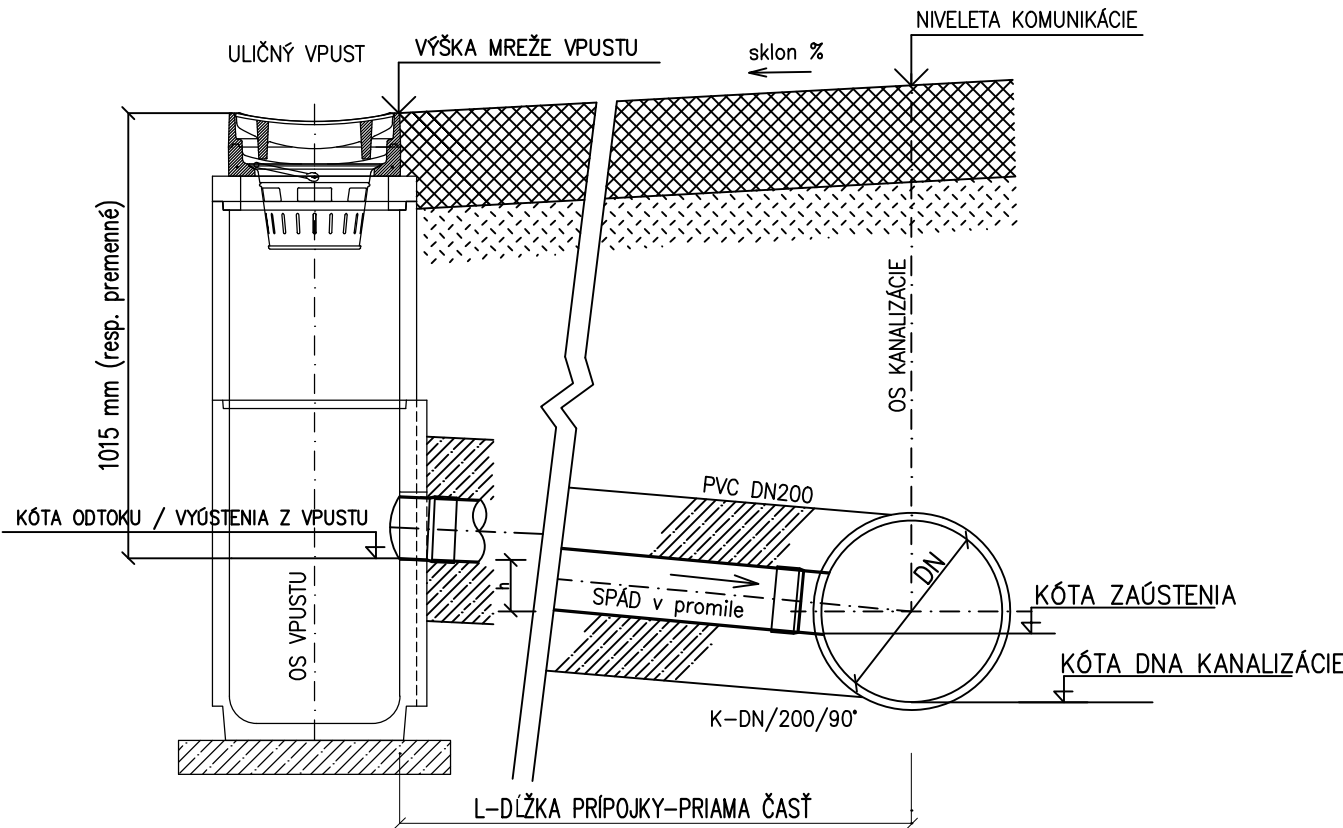 NIVELETA KOMUNIKÁCIE
ULIČNÝ VPUST
VÝŠKA MREŽE VPUSTU
sklon %
1015 mm (resp. premenné)
OS KANALIZÁCIE
PVC DN200
KÓTA ODTOKU / VYÚSTENIA Z VPUSTU
OS VPUSTU
h
SPÁD v promile
DN
KÓTA ZAÚSTENIA
KÓTA DNA KANALIZÁCIE
K-DN/200/90°
L-DĹŽKA PRÍPOJKY-PRIAMA ČASŤ